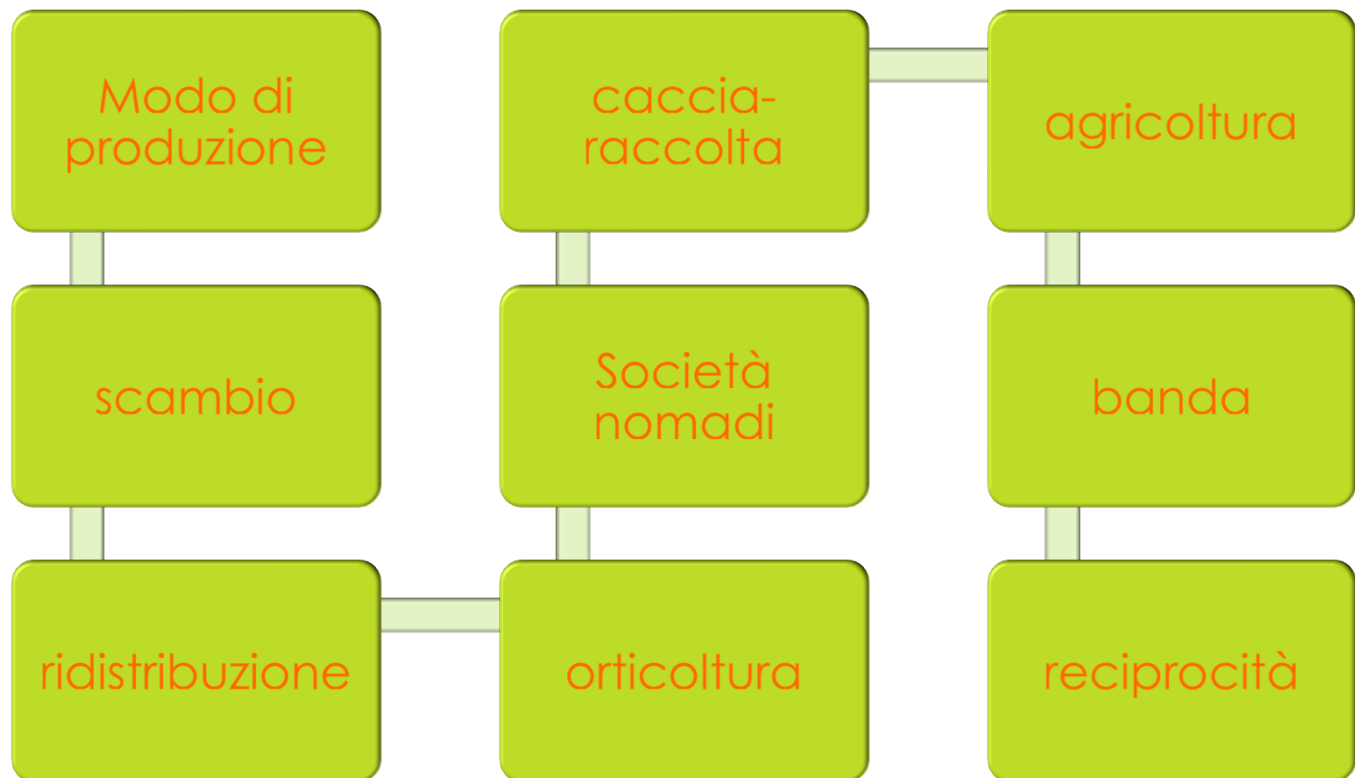 Modo di
produzione
scambio
ridistribuzione
orticoltura
Società
nomadi
caccia-
raccolta
agricoltura
banda
reciprocità